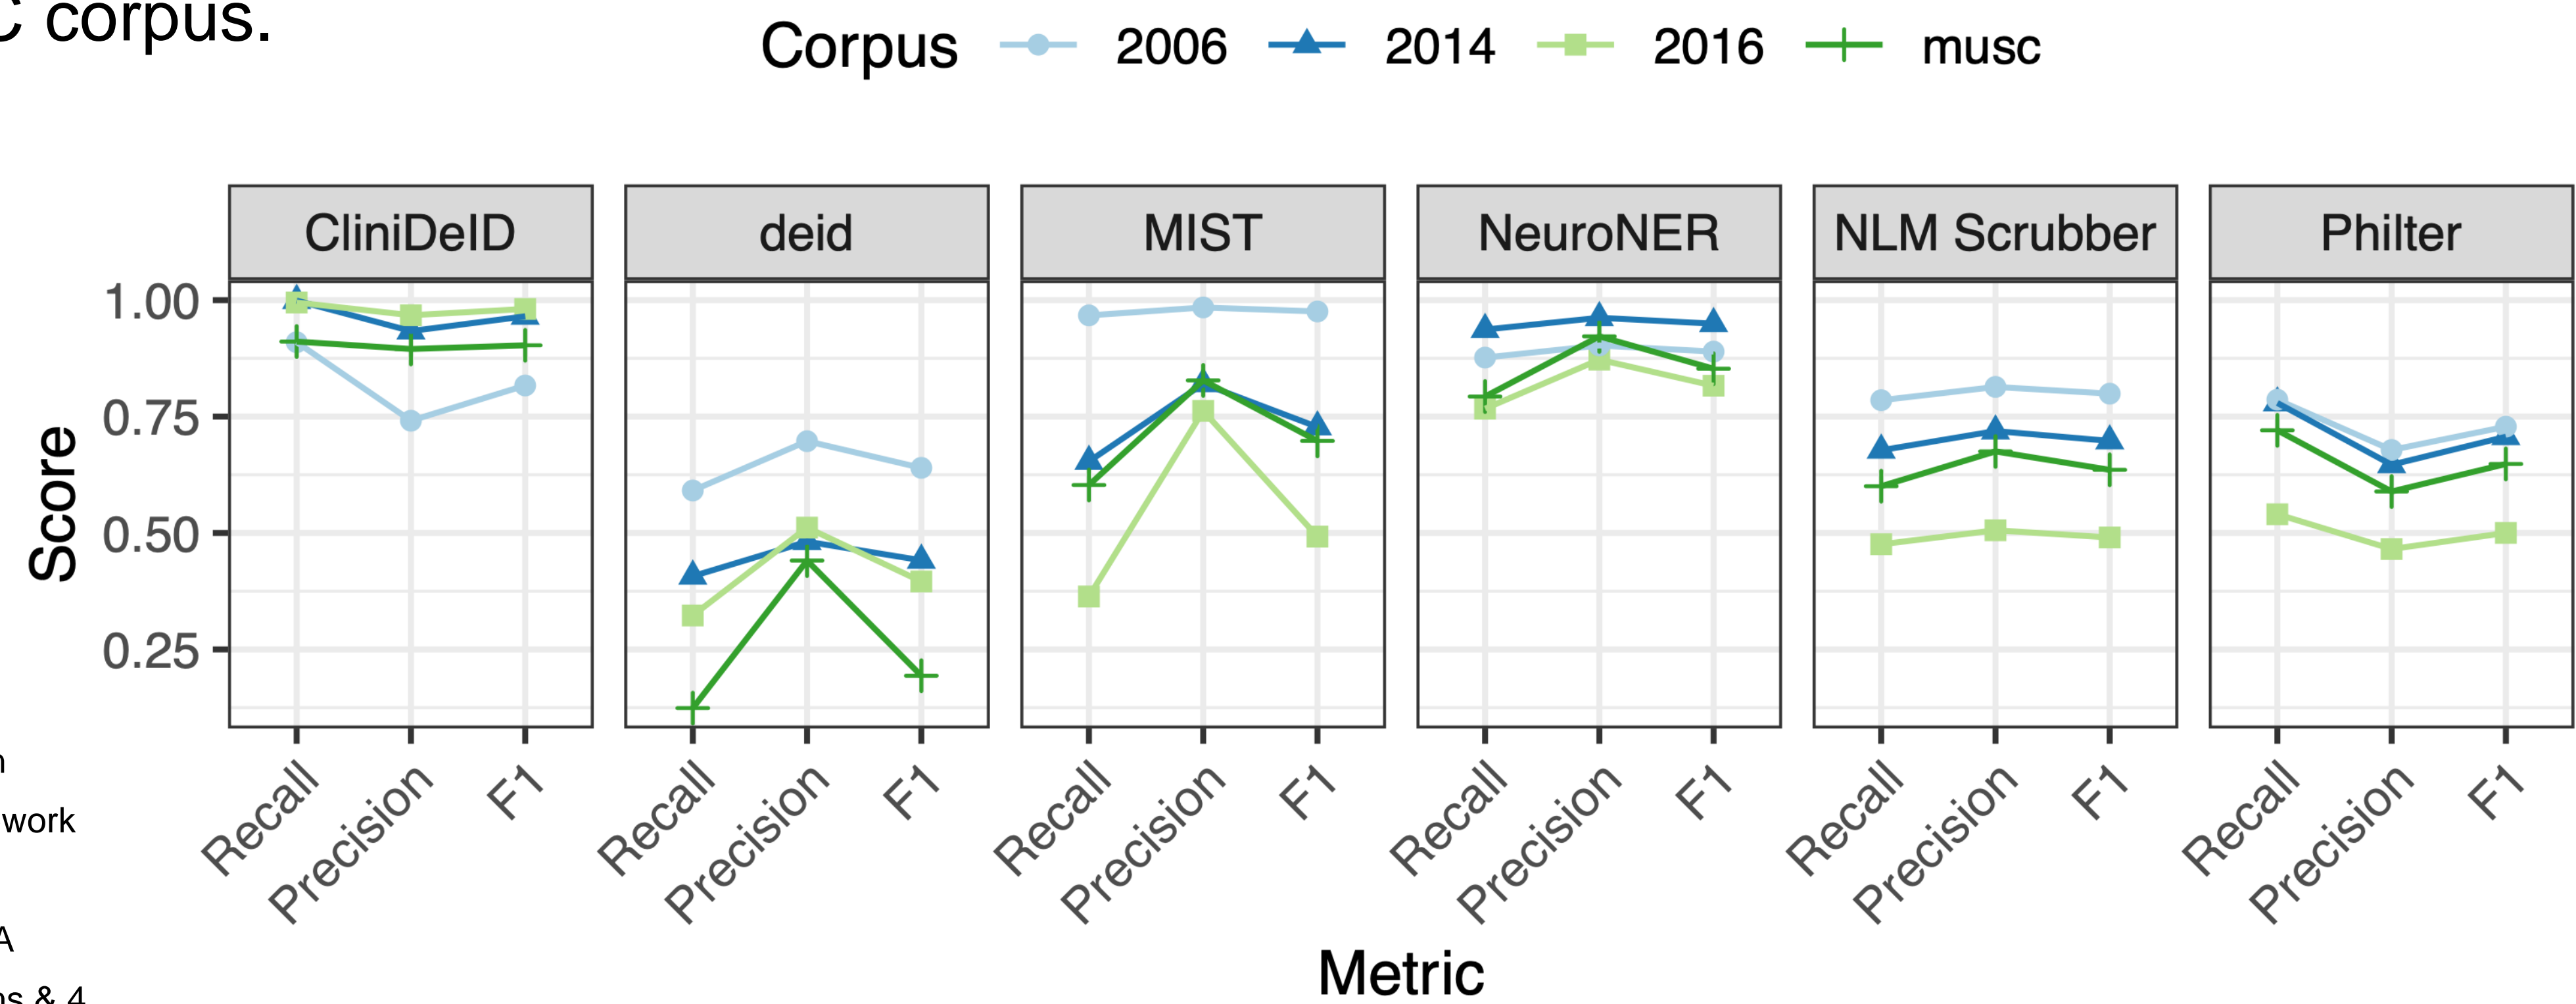 C corpus.
Corpus 2006 2014 2016 musc
CliniDeID deid MIST NeuroNER NLM Scrubber Philter
Score
1.00
0.75
0.50
0.25
Recall Precision F1 Recall Precision F1 Recall Precision F1 Recall Precision F1 Recall Precision F1 Recall Precision F1
Metric
work
A
& 4